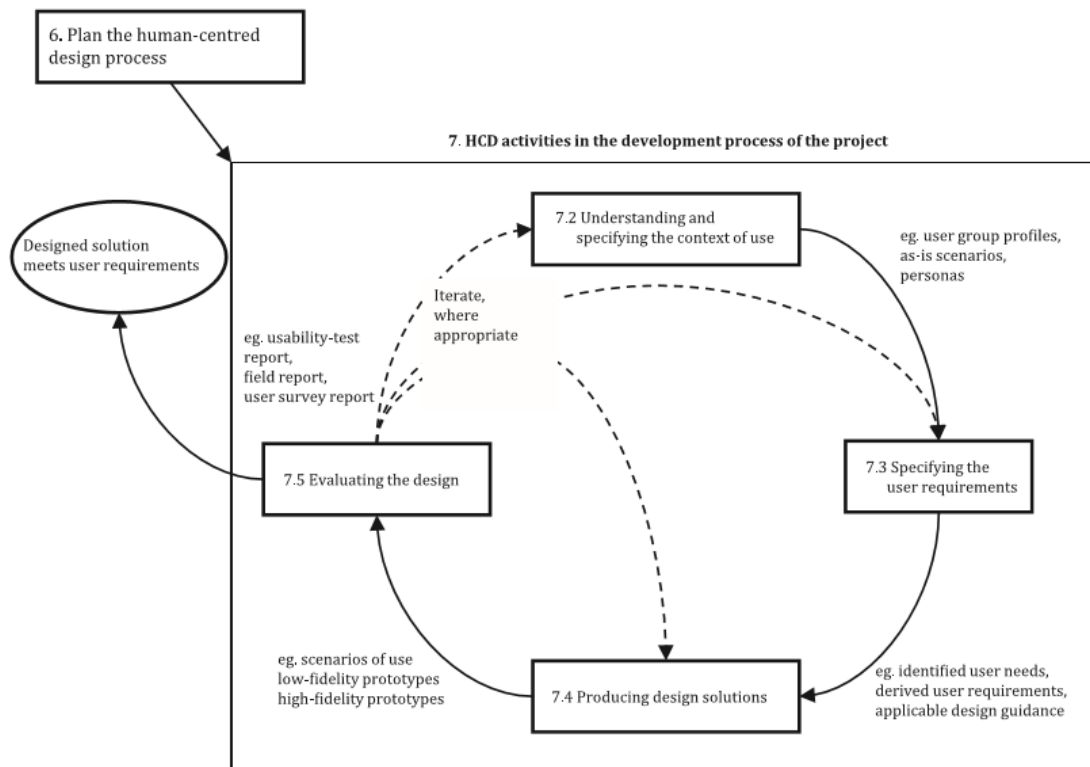 6. Plan the human-centred
design process
7. HCD activities in the development process of the project
7.2 Understanding and
specifying the context of use
eg. user group profiles,
as-is scenarios,
personas
Designed solution
meets user requirements
Iterate,
where
appropriate
eg. usability-test
report,
field report,
user survey report
7.5 Evaluating the design
7.3 Specifying the
user requirements
eg. scenarios of use
low-fidelity prototypes
high-fidelity prototypes
7.4 Producing design solutions
eg. identified user needs,
derived user requirements,
applicable design guidance